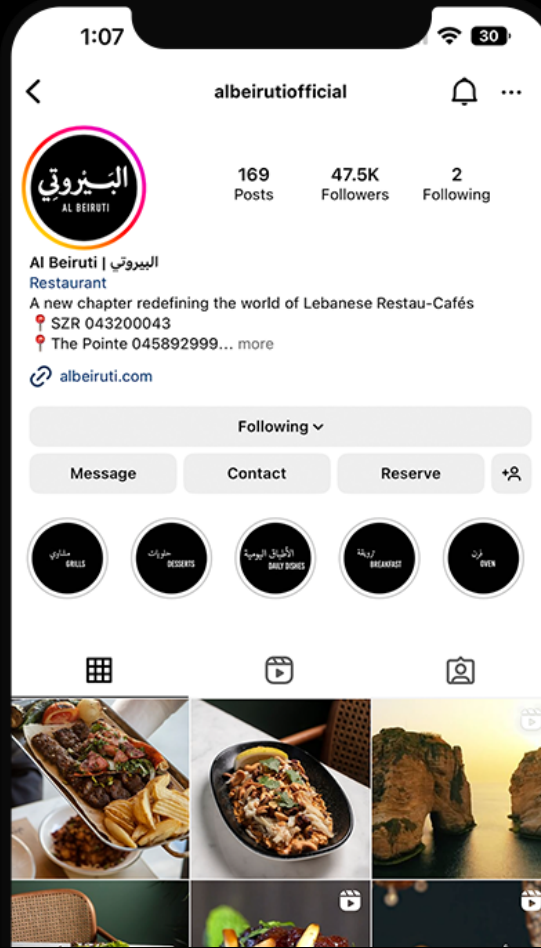 1:07
30
albeirutiofficial
البَيْروتِي
AL BEIRUTI
169
Posts
47.5K
Followers
2
Following
Al Beiruti | البيروتي
Restaurant
A new chapter redefining the world of Lebanese Restau-Cafés
📍 SZR 043200043
📍 The Pointe 045892999... more
albeiruti.com
Following
Message
Contact
Reserve
مشاوي
GRILLS
حلويات
DESSERTS
الأطباق اليومية
DAILY DISHES
ترويقة
BREAKFAST
فرن
OVEN